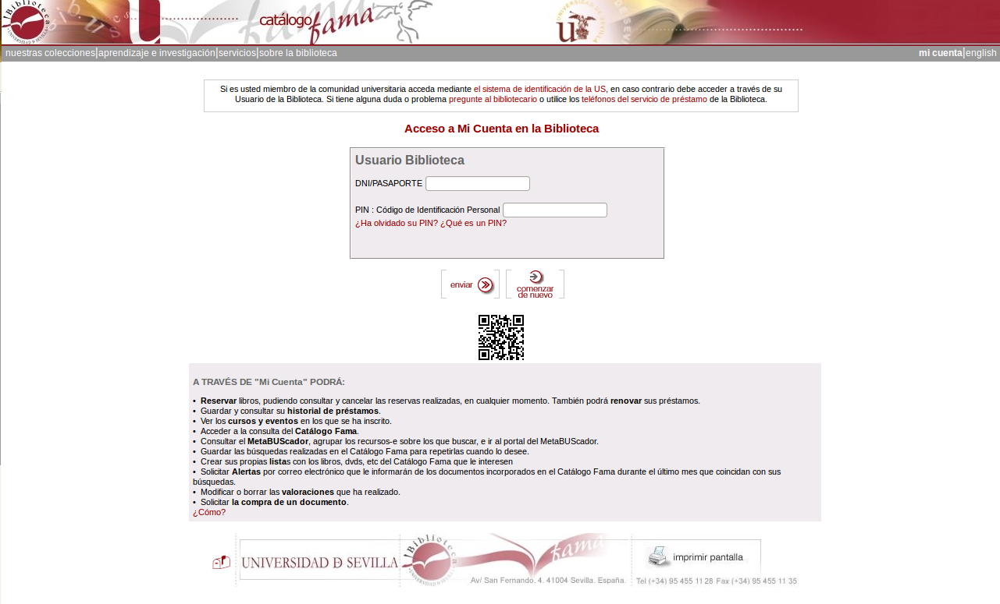 Biblioteca
UNIVERSIDAD D SEVILLA
catálogo fama
UNIVERSIDAD DE SEVILLA
nuestras colecciones|aprendizaje e investigación|servicios|sobre la biblioteca
mi cuenta|english
Si es usted miembro de la comunidad universitaria acceda mediante el sistema de identificación de la US, en caso contrario debe acceder a través de su
Usuario de la Biblioteca. Si tiene alguna duda o problema pregunte al bibliotecario o utilice los teléfonos del servicio de préstamo de la Biblioteca.
Acceso a Mi Cuenta en la Biblioteca
Usuario Biblioteca
DNI/PASAPORTE
PIN : Código de Identificación Personal
¿Ha olvidado su PIN? ¿Qué es un PIN?
enviar
comenzar
de nuevo
A TRAVÉS DE "Mi Cuenta" PODRÁ:
• Reservar libros, pudiendo consultar y cancelar las reservas realizadas, en cualquier momento. También podrá renovar sus préstamos.
• Guardar y consultar su historial de préstamos.
• Ver los cursos y eventos en los que se ha inscrito.
• Acceder a la consulta del Catálogo Fama.
• Consultar el MetaBUScador, agrupar los recursos-e sobre los que buscar, e ir al portal del MetaBUScador.
• Guardar las búsquedas realizadas en el Catálogo Fama para repetirlas cuando lo desee.
• Crear sus propias listas con los libros, dvds, etc del Catálogo Fama que le interesen
• Solicitar Alertas por correo electrónico que le informarán de los documentos incorporados en el Catálogo Fama durante el último mes que coincidan con sus
búsquedas.
• Modificar o borrar las valoraciones que ha realizado.
• Solicitar la compra de un documento.
¿Cómo?
UNIVERSIDAD D SEVILLA
Biblioteca
fama
imprimir pantalla
Av/ San Fernando. 4. 41004 Sevilla. España.
Tel (+34) 95 455 11 28 Fax (+34) 95 455 11 35